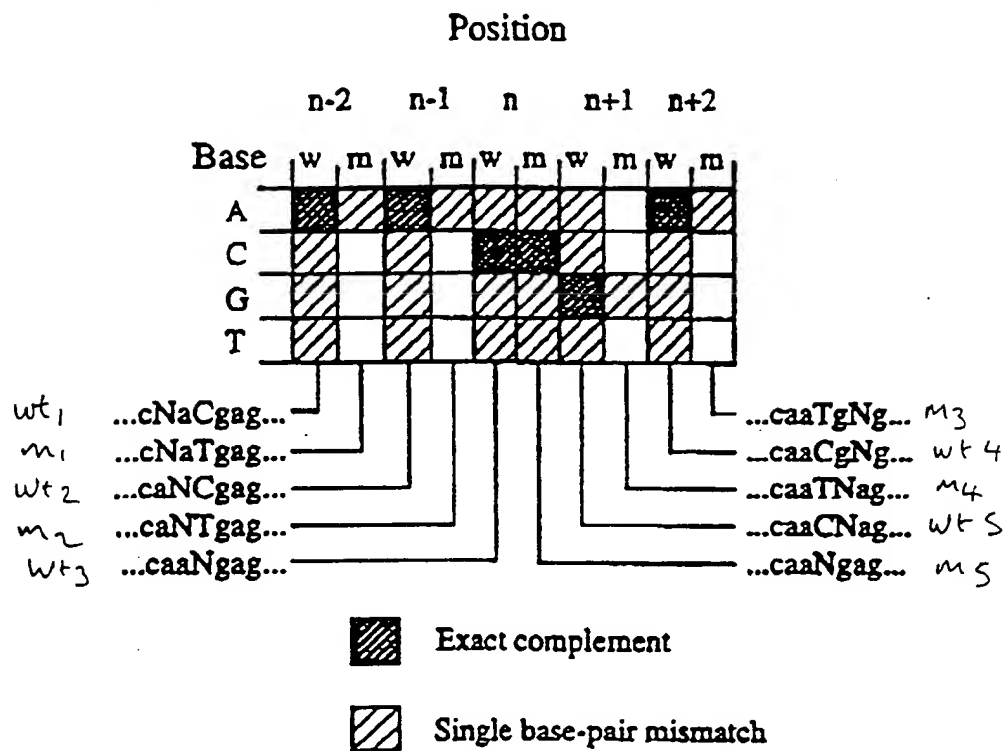 Position
n-2 n-1 n n+1 n+2
Base w m w m w m w m w m
A
C
G
T
wt1 ...cNaCgag...
m1 ...cNaTgag...
wt2 ...caNCgag...
m2 ...caNTgag...
wt3 ...caaNgag...
...caaTgNg... m3
...caaCgNg... wt4
...caaTNag... m4
...caaCNag... wt5
...caaNgag... m5
Exact complement
Single base-pair mismatch